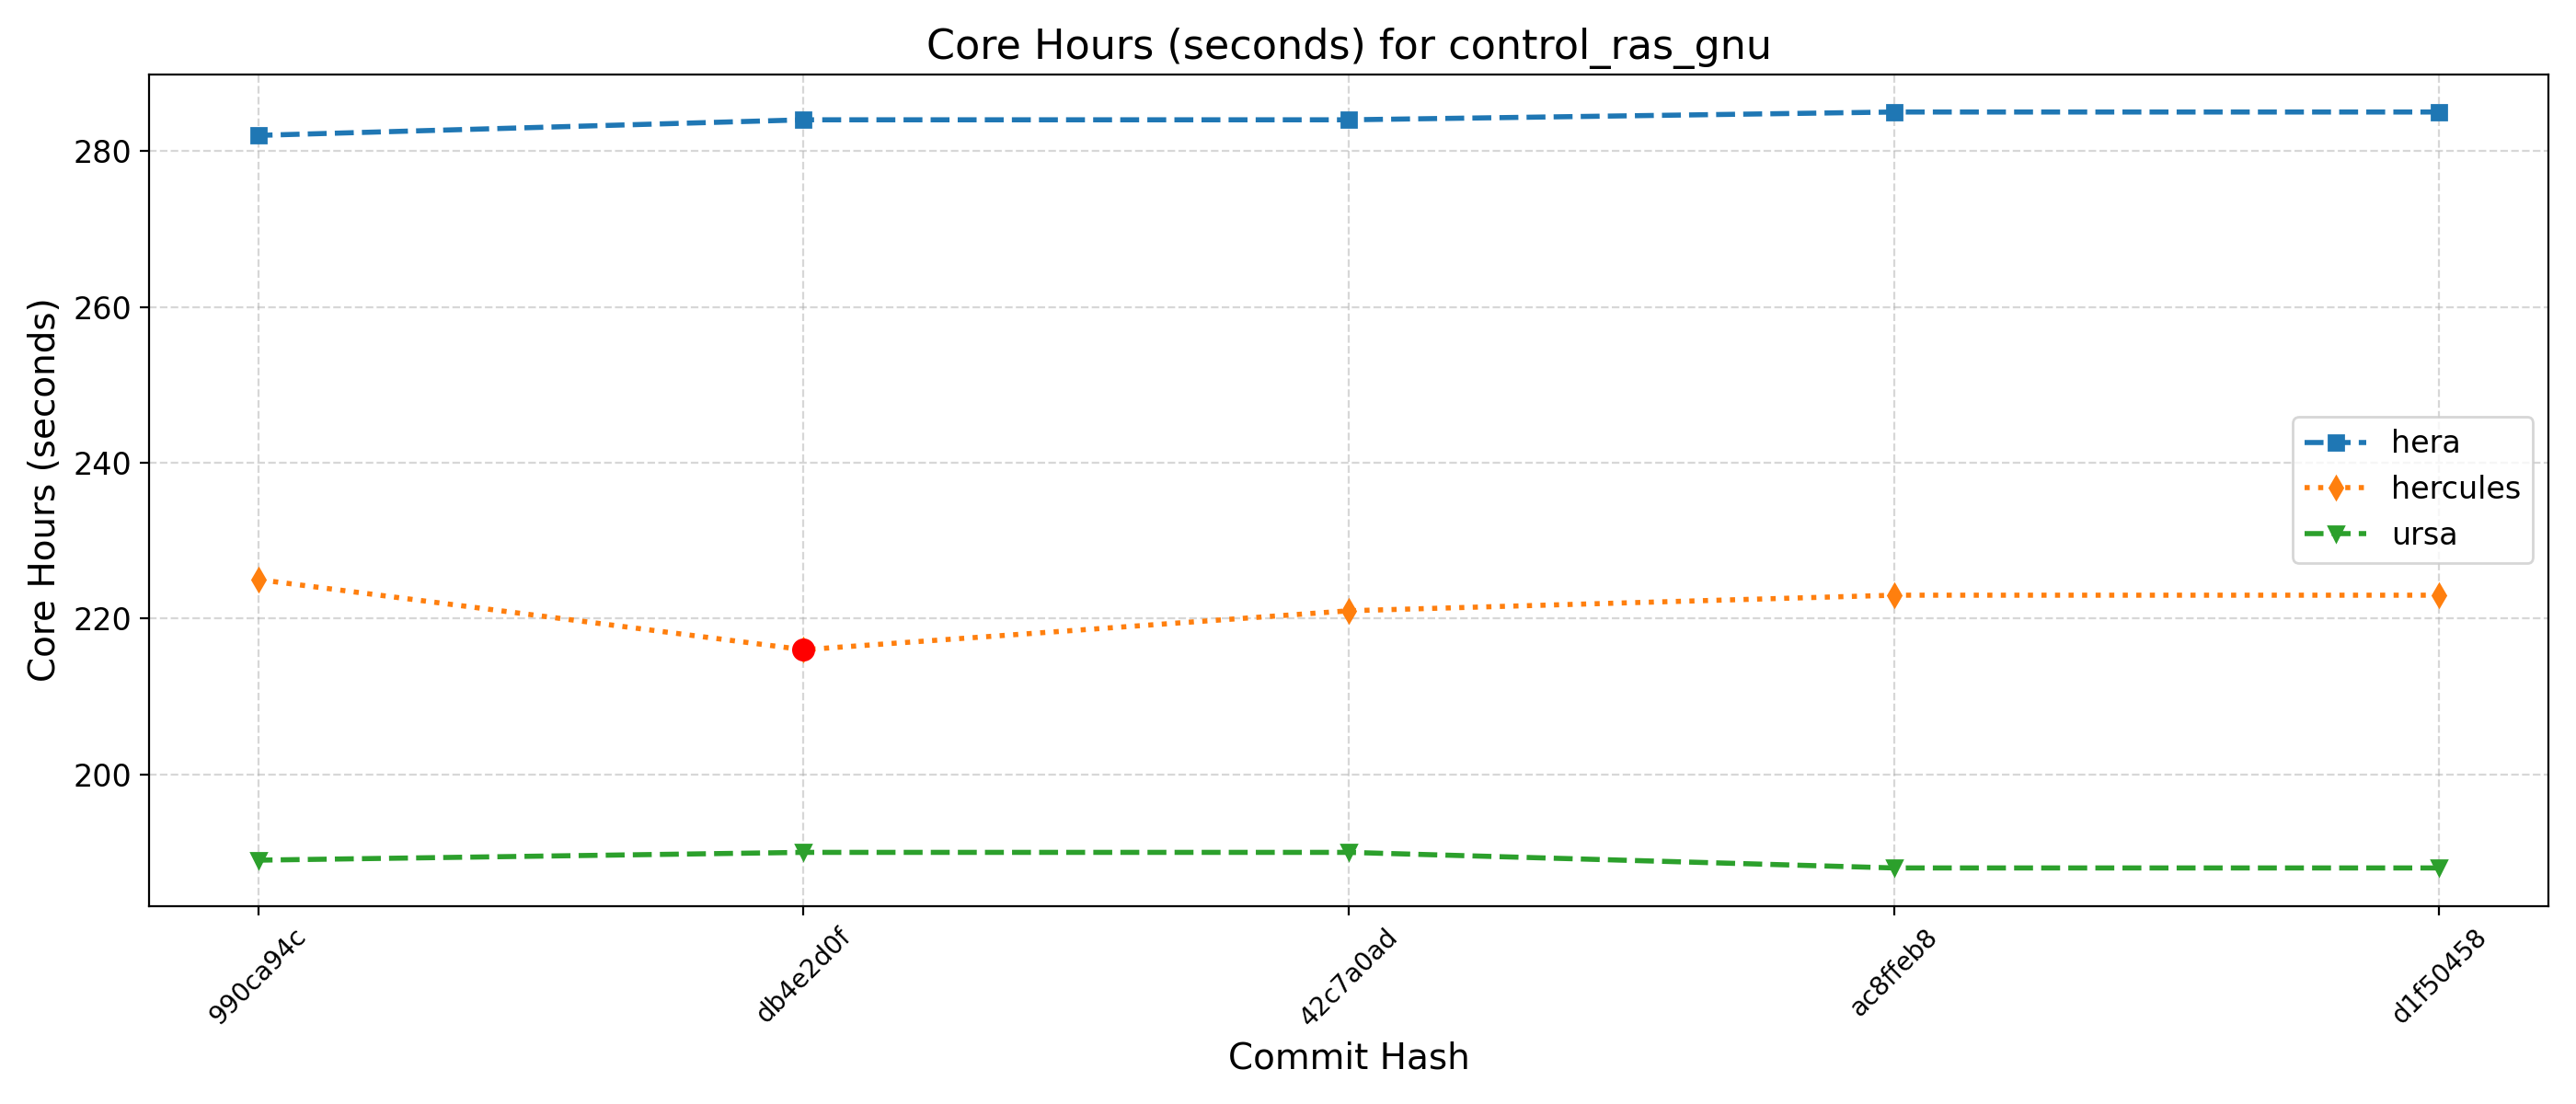 Core Hours (seconds) for control_ras_gnu
Core Hours (seconds)
280
260
240
220
200
hera
hercules
ursa
990ca94c
db4e2d0f
42c7a0ad
ac8ffeb8
d1f50458
Commit Hash